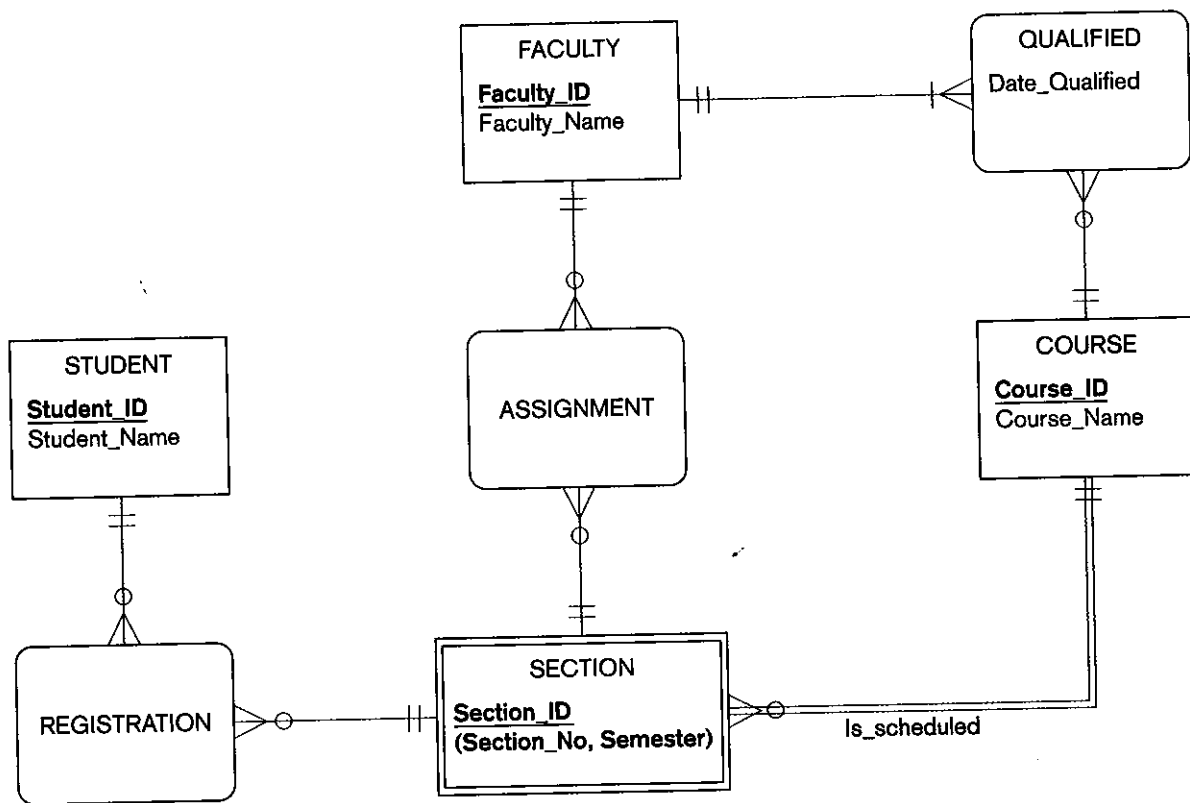 FACULTY
Faculty_ID
Faculty_Name
QUALIFIED
Date_Qualified
STUDENT
Student_ID
Student_Name
ASSIGNMENT
COURSE
Course_ID
Course_Name
REGISTRATION
SECTION
Section_ID
(Section_No, Semester)
Is_scheduled